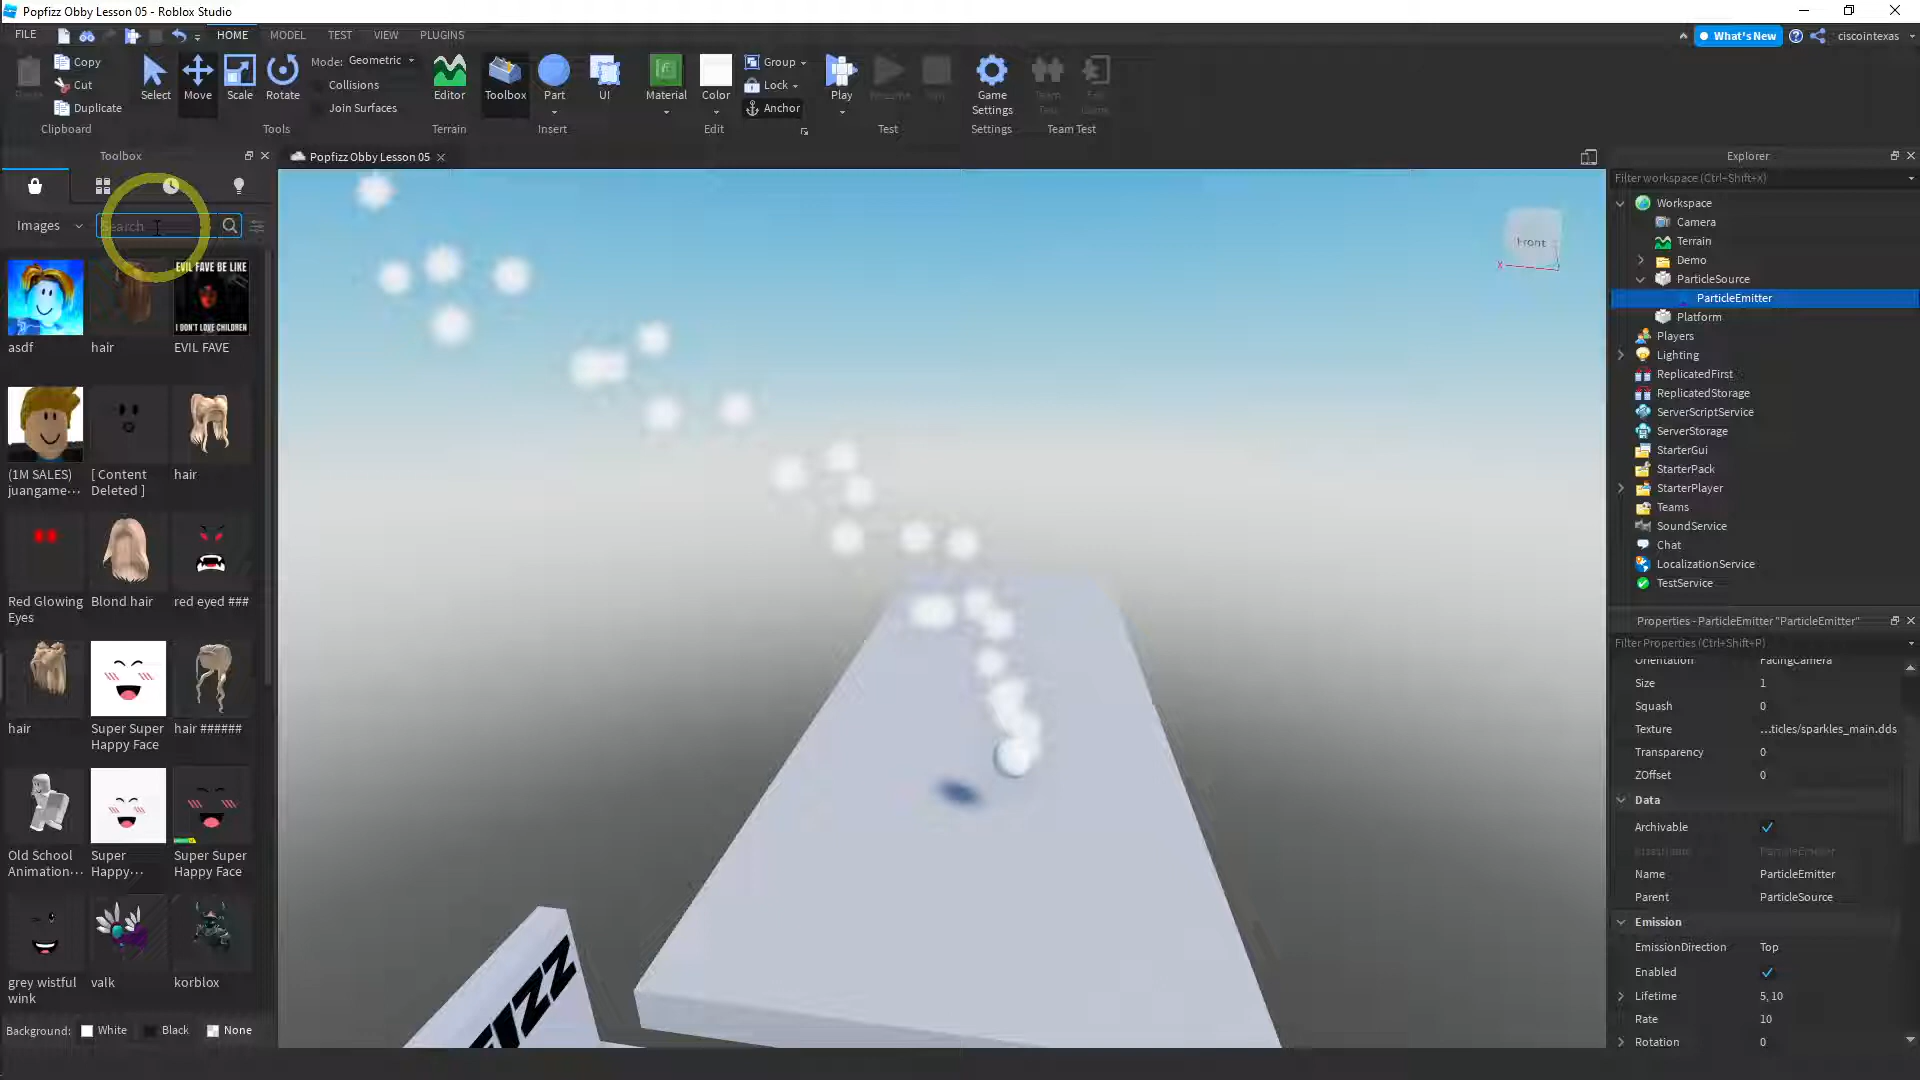 Popfizz Obby Lesson 05 - Roblox Studio
FILE HOME MODEL TEST VIEW PLUGINS What's New ciscointexas
Copy
Cut
Duplicate
Clipboard
Select Move Scale Rotate
Mode: Geometric
Collisions
Join Surfaces
Tools
Editor
Terrain
Toolbox Part UI
Insert
Material Color
Group
Lock
Anchor
Edit
Play
Test
Game Settings
Settings
Team Test
Toolbox
Popfizz Obby Lesson 05
Images Search
asdf hair EVIL FAVE
EVIL FAVE BE LIKE
I DON'T LOVE CHILDREN
(1M SALES) juangame··· [ Content Deleted ] hair
Red Glowing Eyes Blond hair red eyed ###
hair Super Super Happy Face hair ######
Old School Animation··· Super Happy··· Super Super Happy Face
grey wistful wink valk korblox
Background: White Black None
Front
X
FIZZ
Explorer
Filter workspace (Ctrl+Shift+X)
Workspace
Camera
Terrain
Demo
ParticleSource
ParticleEmitter
Platform
Players
Lighting
ReplicatedFirst
ReplicatedStorage
ServerScriptService
ServerStorage
StarterGui
StarterPack
StarterPlayer
Teams
SoundService
Chat
LocalizationService
TestService
Properties - ParticleEmitter "ParticleEmitter"
Filter Properties (Ctrl+Shift+P)
Orientation FacingCamera
Size 1
Squash 0
Texture ...ticles/sparkles_main.dds
Transparency 0
ZOffset 0
Data
Archivable
ClassName ParticleEmitter
Name ParticleEmitter
Parent ParticleSource
Emission
EmissionDirection Top
Enabled
Lifetime 5, 10
Rate 10
Rotation 0